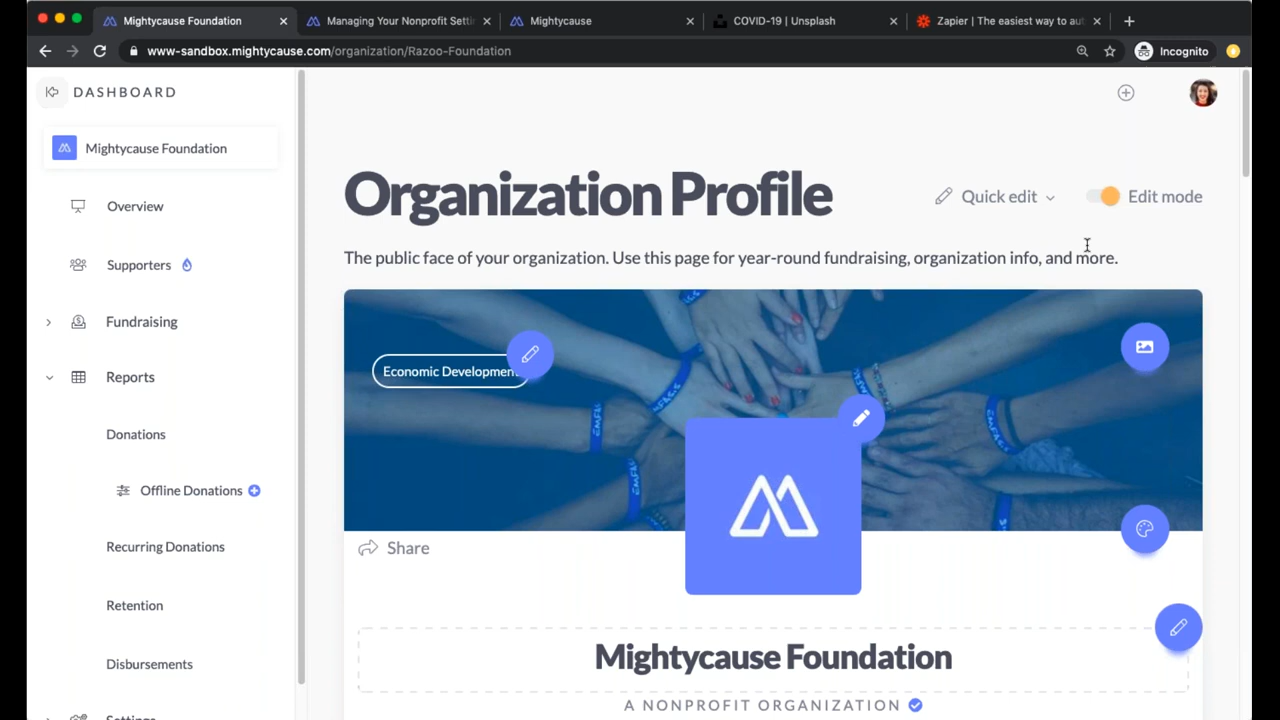 Mightycause Foundation
Managing Your Nonprofit Setti
Mightycause
COVID-19 | Unsplash
Zapier | The easiest way to aut
www-sandbox.mightycause.com/organization/Razoo-Foundation
Incognito
DASHBOARD
Mightycause Foundation
Overview
Supporters
Fundraising
Reports
Donations
Offline Donations
Recurring Donations
Retention
Disbursements
Settings
Organization Profile
Quick edit
Edit mode
The public face of your organization. Use this page for year-round fundraising, organization info, and more.
Economic Development
Share
Mightycause Foundation
A NONPROFIT ORGANIZATION